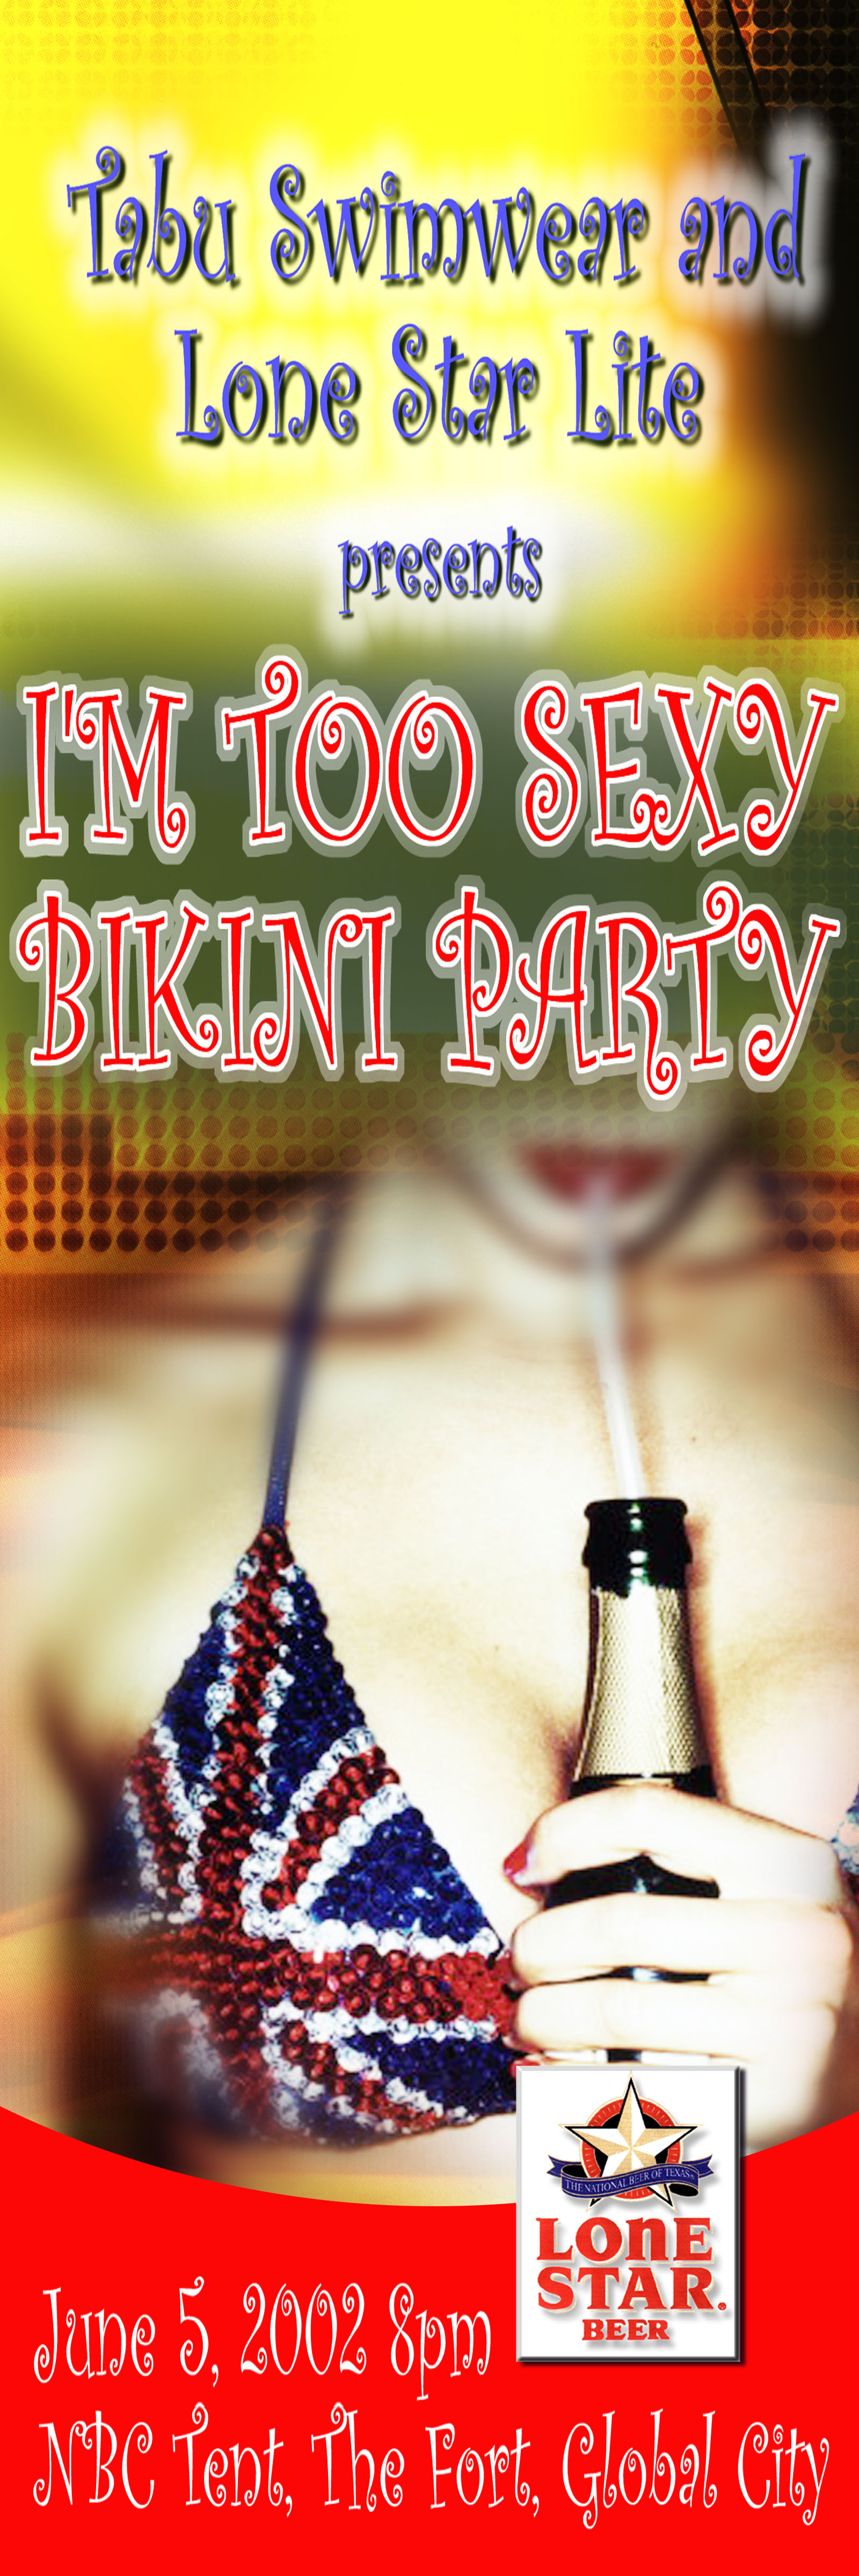 Tabu Swimwear and
Lone Star Lite
presents
I'M TOO SEXY
BIKINI PARTY
THE NATIONAL BEER OF TEXAS®
LONE
STAR.
BEER
June 5, 2002 8pm
NBC Tent, The Fort, Global City